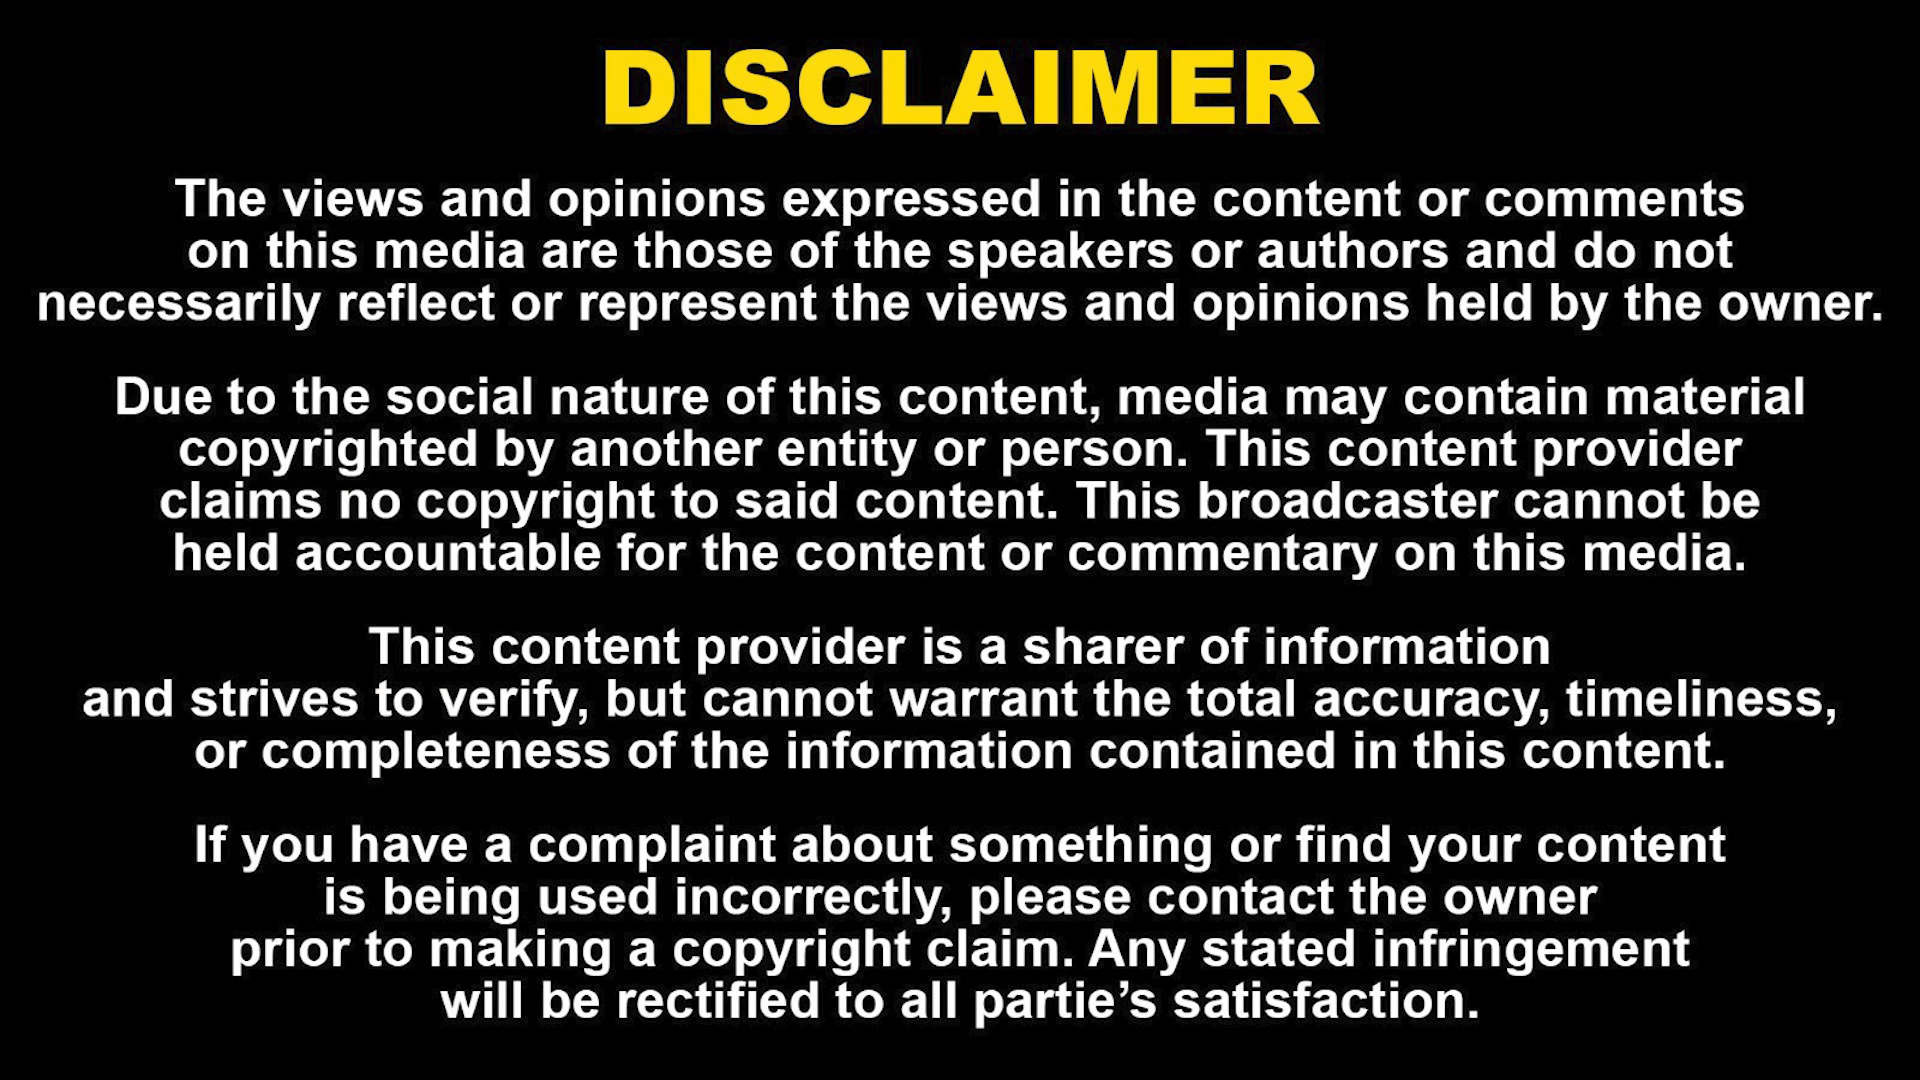 DISCLAIMER
The views and opinions expressed in the content or comments
on this media are those of the speakers or authors and do not
necessarily reflect or represent the views and opinions held by the owner.
Due to the social nature of this content, media may contain material
copyrighted by another entity or person. This content provider
claims no copyright to said content. This broadcaster cannot be
held accountable for the content or commentary on this media.
This content provider is a sharer of information
and strives to verify, but cannot warrant the total accuracy, timeliness,
or completeness of the information contained in this content.
If you have a complaint about something or find your content
is being used incorrectly, please contact the owner
prior to making a copyright claim. Any stated infringement
will be rectified to all partie’s satisfaction.